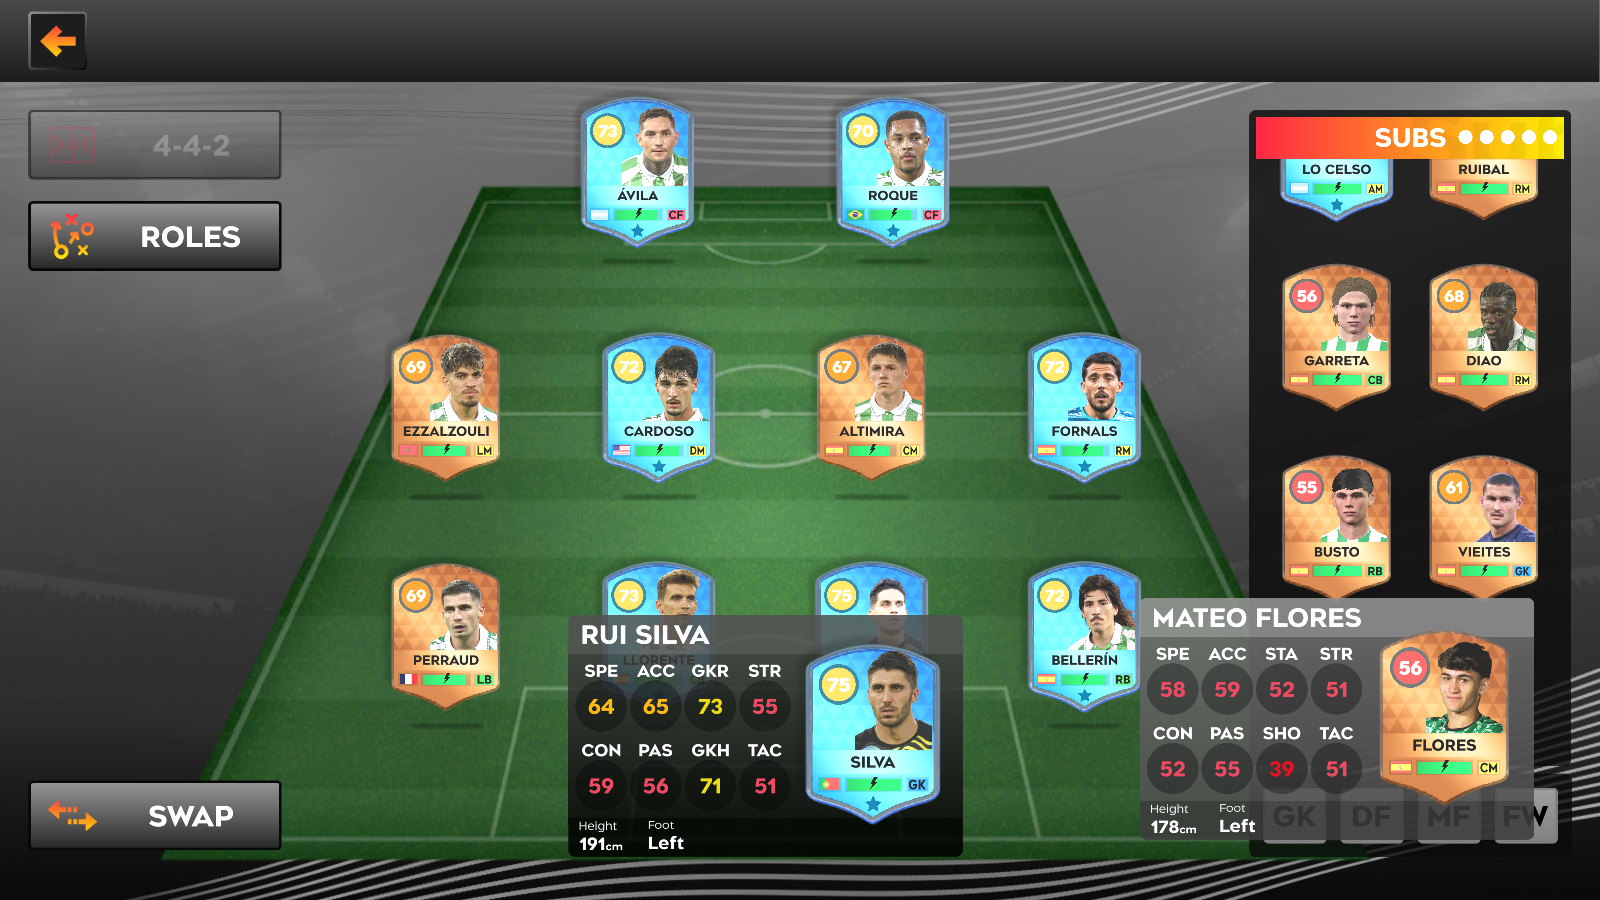 4-4-2
ROLES
SWAP
73
ÁVILA
CF
70
ROQUE
CF
69
EZZALZOULI
LM
72
CARDOSO
DM
67
ALTIMIRA
CM
72
FORNALS
RM
69
PERRAUD
LB
73
LLORENTE
75
72
BELLERÍN
RB
RUI SILVA
SPE ACC GKR STR
64 65 73 55
CON PAS GKH TAC
59 56 71 51
Height
191cm
Foot
Left
75
SILVA
GK
SUBS
LO CELSO
AM
RUIBAL
RM
56
GARRETA
CB
68
DIAO
RM
55
BUSTO
RB
61
VIEITES
GK
MATEO FLORES
SPE ACC STA STR
58 59 52 51
CON PAS SHO TAC
52 55 39 51
Height
178cm
Foot
Left
56
FLORES
CM
GK DF MF FW